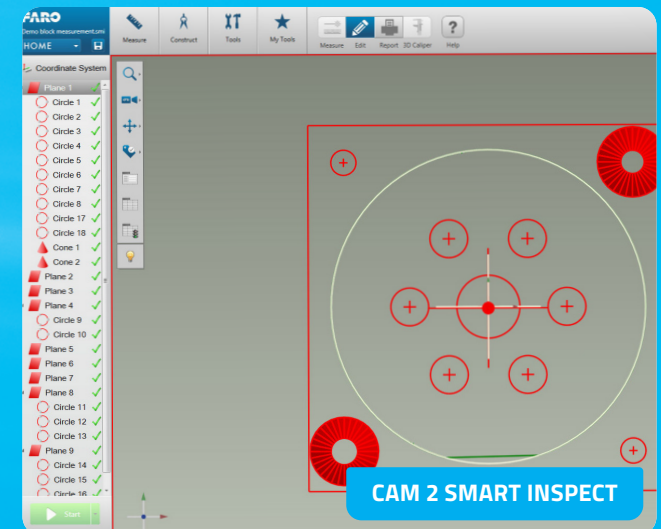 FARO
Demo block measurement.smi
HOME
Measure
Construct
Tools
My Tools
Measure
Edit
Report
3D Caliper
Help
Coordinate System
Plane 1
Circle 1
Circle 2
Circle 3
Circle 4
Circle 5
Circle 6
Circle 7
Circle 8
Circle 17
Circle 18
Cone 1
Cone 2
Plane 2
Plane 3
Plane 4
Circle 9
Circle 10
Plane 5
Plane 6
Plane 7
Plane 8
Circle 11
Circle 12
Circle 13
Plane 9
Circle 14
Circle 15
Circle 16
Start
CAM 2 SMART INSPECT